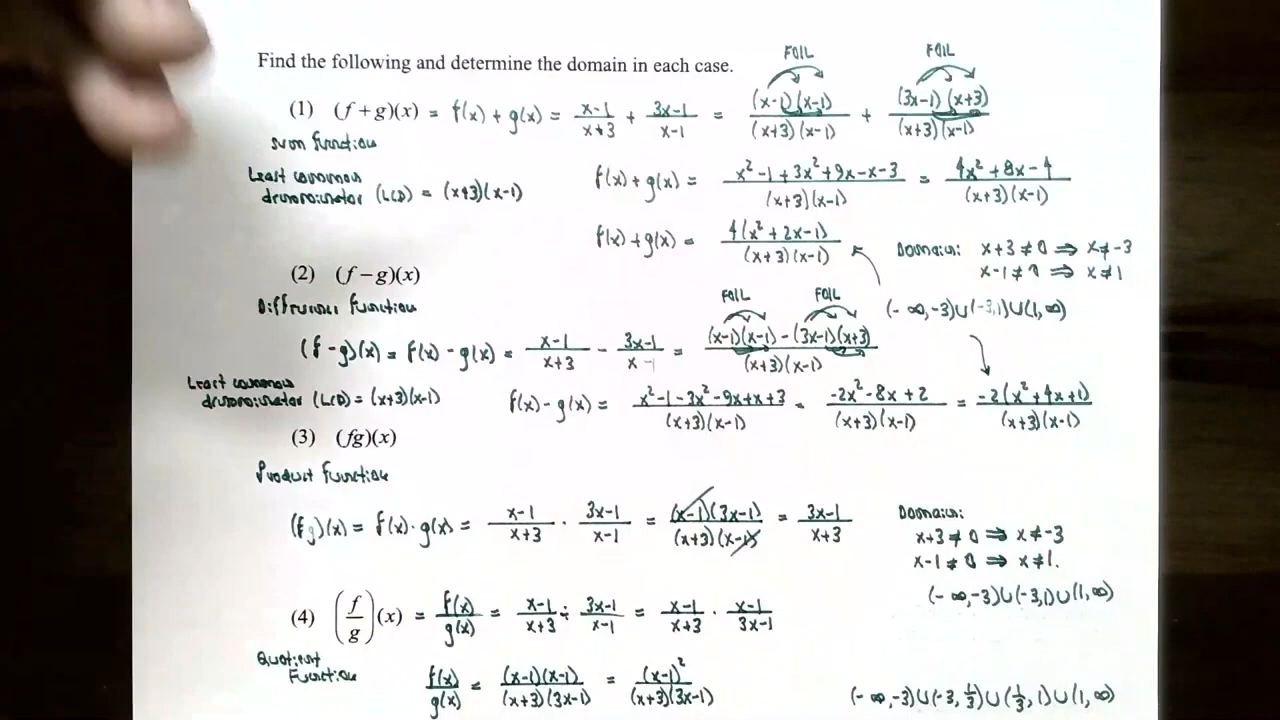 FOIL FOIL
Find the following and determine the domain in each case.
(1) (f+g)(x) = f(x) + g(x) = x-1/x+3 + 3x-1/x-1 = (x-1)(x-1)/(x+3)(x-1) + (3x-1)(x+3)/(x+3)(x-1)
Sum function
Least common
denominator (LCD) = (x+3)(x-1)
f(x)+g(x) = x²-1+3x²+9x-x-3/(x+3)(x-1) = 4x²+8x-4/(x+3)(x-1)
f(x)+g(x) = 4(x²+2x-1)/(x+3)(x-1)
Domain: x+3≠0 ⇒ x≠-3
x-1≠0 ⇒ x≠1
(-∞,-3)∪(-3,1)∪(1,∞)
(2) (f-g)(x)
Difference function
FOIL FOIL
(f-g)(x) = f(x) - g(x) = x-1/x+3 - 3x-1/x-1 = (x-1)(x-1)-(3x-1)(x+3)/(x+3)(x-1)
Least common
denominator (LCD) = (x+3)(x-1)
f(x)-g(x) = x²-1-3x²-9x+x+3/(x+3)(x-1) = -2x²-8x+2/(x+3)(x-1) = -2(x²+4x+1)/(x+3)(x-1)
(3) (fg)(x)
Product function
(fg)(x) = f(x)·g(x) = x-1/x+3 · 3x-1/x-1 = (x-1)(3x-1)/(x+3)(x-1) = 3x-1/x+3
Domain:
x+3≠0 ⇒ x≠-3
x-1≠0 ⇒ x≠1.
(-∞,-3)∪(-3,1)∪(1,∞)
(4) (f/g)(x) = f(x)/g(x) = x-1/x+3 ÷ 3x-1/x-1 = x-1/x+3 · x-1/3x-1
Quotient
Function
f(x)/g(x) = (x-1)(x-1)/(x+3)(3x-1) = (x-1)²/(x+3)(3x-1)
(-∞,-3)∪(-3,1/3)∪(1/3,1)∪(1,∞)